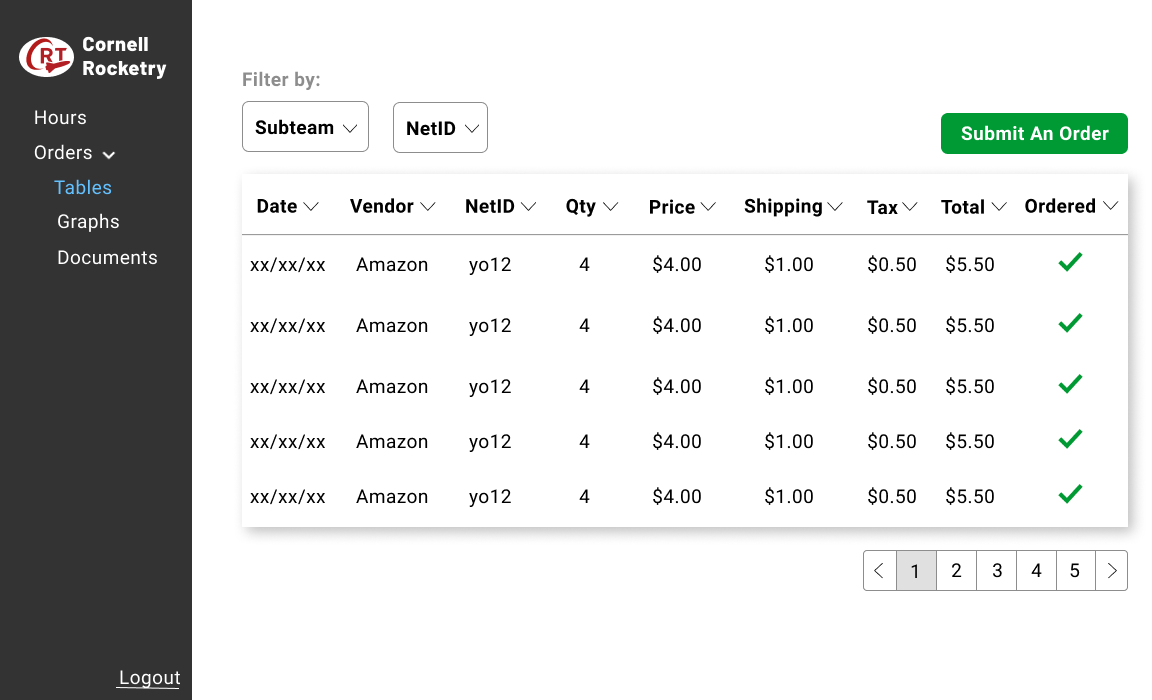 CRT
Cornell
Rocketry
Hours
Orders
Tables
Graphs
Documents
Logout
Filter by:
Subteam NetID
Submit An Order
Date Vendor NetID Qty Price Shipping Tax Total Ordered
xx/xx/xx Amazon yo12 4 $4.00 $1.00 $0.50 $5.50
xx/xx/xx Amazon yo12 4 $4.00 $1.00 $0.50 $5.50
xx/xx/xx Amazon yo12 4 $4.00 $1.00 $0.50 $5.50
xx/xx/xx Amazon yo12 4 $4.00 $1.00 $0.50 $5.50
xx/xx/xx Amazon yo12 4 $4.00 $1.00 $0.50 $5.50
1 2 3 4 5